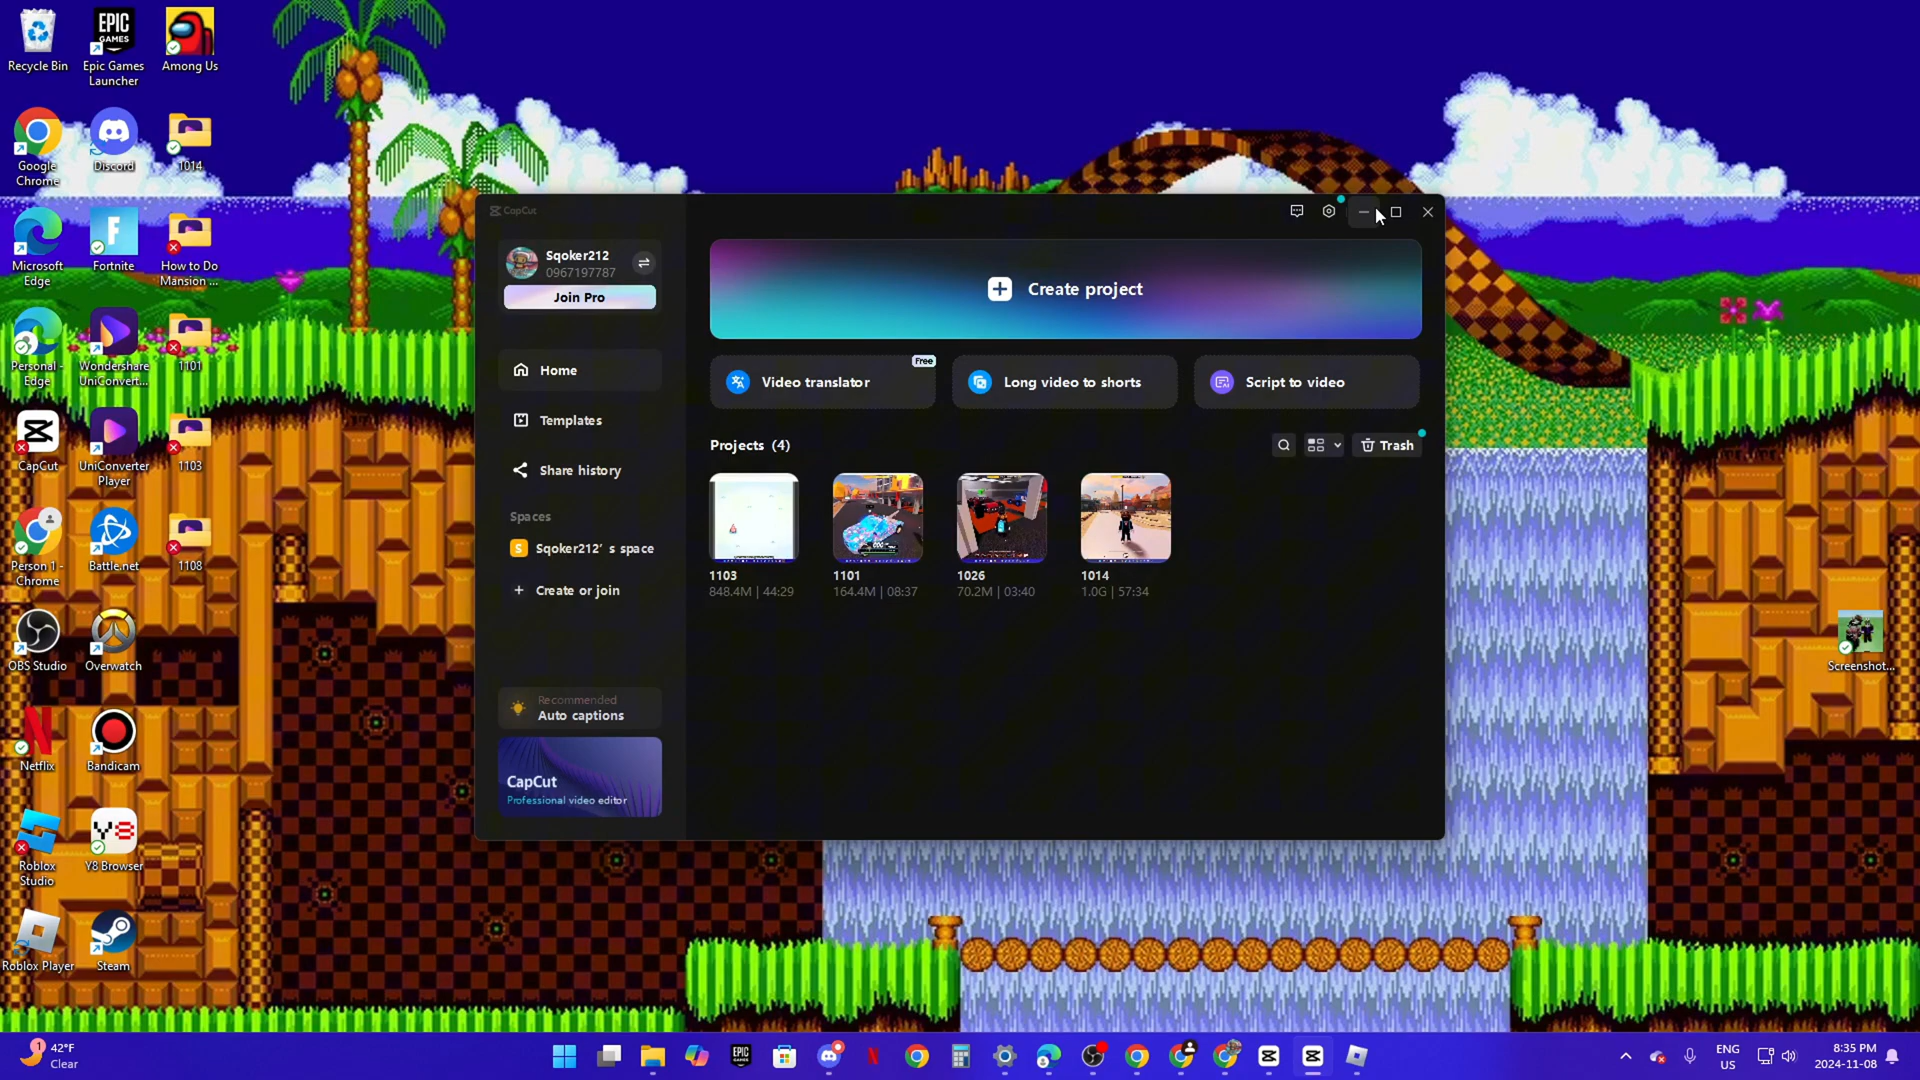 Recycle Bin
EPIC
GAMES
Epic Games
Launcher
Among Us
Google
Chrome
Discord
1014
Microsoft
Edge
F
Fortnite
How to Do
Mansion ...
Personal -
Edge
Wondershare
UniConvert...
1101
CapCut
UniConverter
Player
1103
Person 1 -
Chrome
Battle.net
1108
OBS Studio
Overwatch
Netflix
Bandicam
Roblox
Studio
Y8
Y8 Browser
Roblox Player
Steam
Screenshot...
CapCut
Sqoker212
0967197787
Join Pro
Home
Templates
Share history
Spaces
S Sqoker212' s space
+ Create or join
Recommended
Auto captions
CapCut
Professional video editor
Create project
Free
Video translator
Long video to shorts
Script to video
Projects (4)
Trash
1103
848.4M | 44:29
1101
164.4M | 08:37
1026
70.2M | 03:40
1014
1.0G | 57:34
1
42°F
Clear
EPIC
ENG
US
8:35 PM
2024-11-08